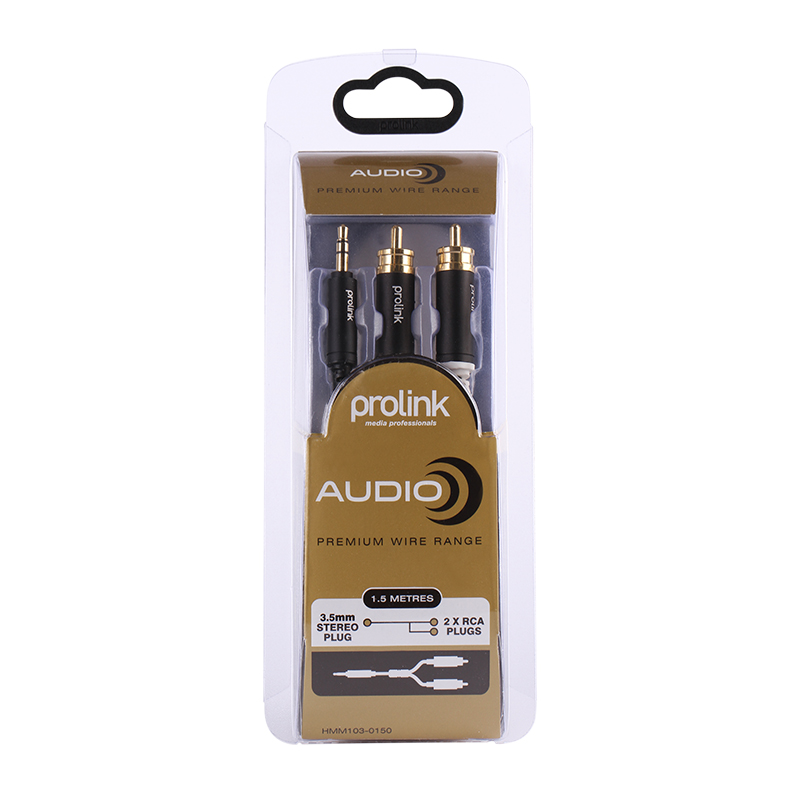 prolink
AUDIO
PREMIUM WIRE RANGE
prolink
prolink
prolink
prolink
media professionals
AUDIO
PREMIUM WIRE RANGE
1.5 METRES
3.5mm
STEREO
PLUG
2 X RCA
PLUGS
HMM103-0150